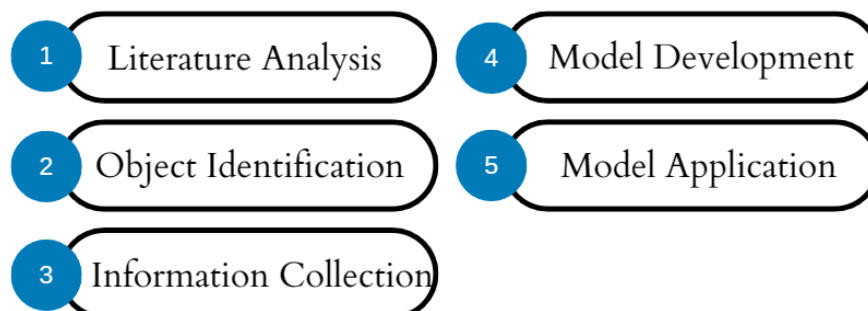 1 Literature Analysis
2 Object Identification
3 Information Collection
4 Model Development
5 Model Application